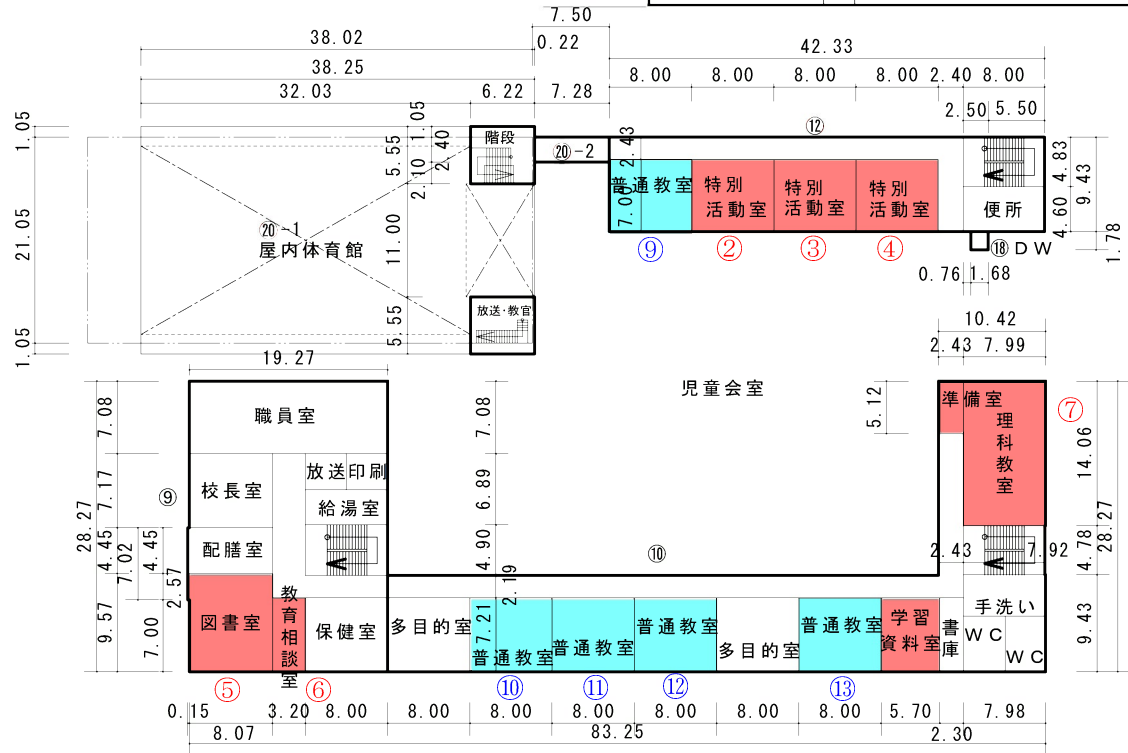 7.50
38.02
0.22
42.33
38.25
8.00
8.00
8.00
8.00
2.40
8.00
32.03
6.22
7.28
2.50
5.50
1.05
1.05
5.55
2.40
2.10
階段
⑳-2
2.43
⑫
4.83
9.43
普通教室
特別
活動室
特別
活動室
特別
活動室
7.00
便所
4.60
1.78
21.05
⑳-1
屋内体育館
11.00
⑨
②
③
④
⑱DW
0.76
1.68
放送・教官
5.55
1.05
10.42
2.43
7.99
19.27
児童会室
7.08
職員室
7.08
5.12
準備室
⑦
理科教室
14.06
7.17
⑨
校長室
放送
印刷
6.89
給湯室
28.27
28.27
4.45
7.02
4.45
配膳室
4.90
⑩
2.43
7.92
4.78
2.57
2.19
9.57
7.00
図書室
教育相談室
保健室
多目的室
7.21
普通教室
普通教室
普通教室
多目的室
普通教室
学習
資料室
書庫
手洗い
WC
WC
9.43
⑤
⑥
⑩
⑪
⑫
⑬
0.15
3.20
8.00
8.00
8.00
8.00
8.00
8.00
8.00
5.70
7.98
8.07
83.25
2.30